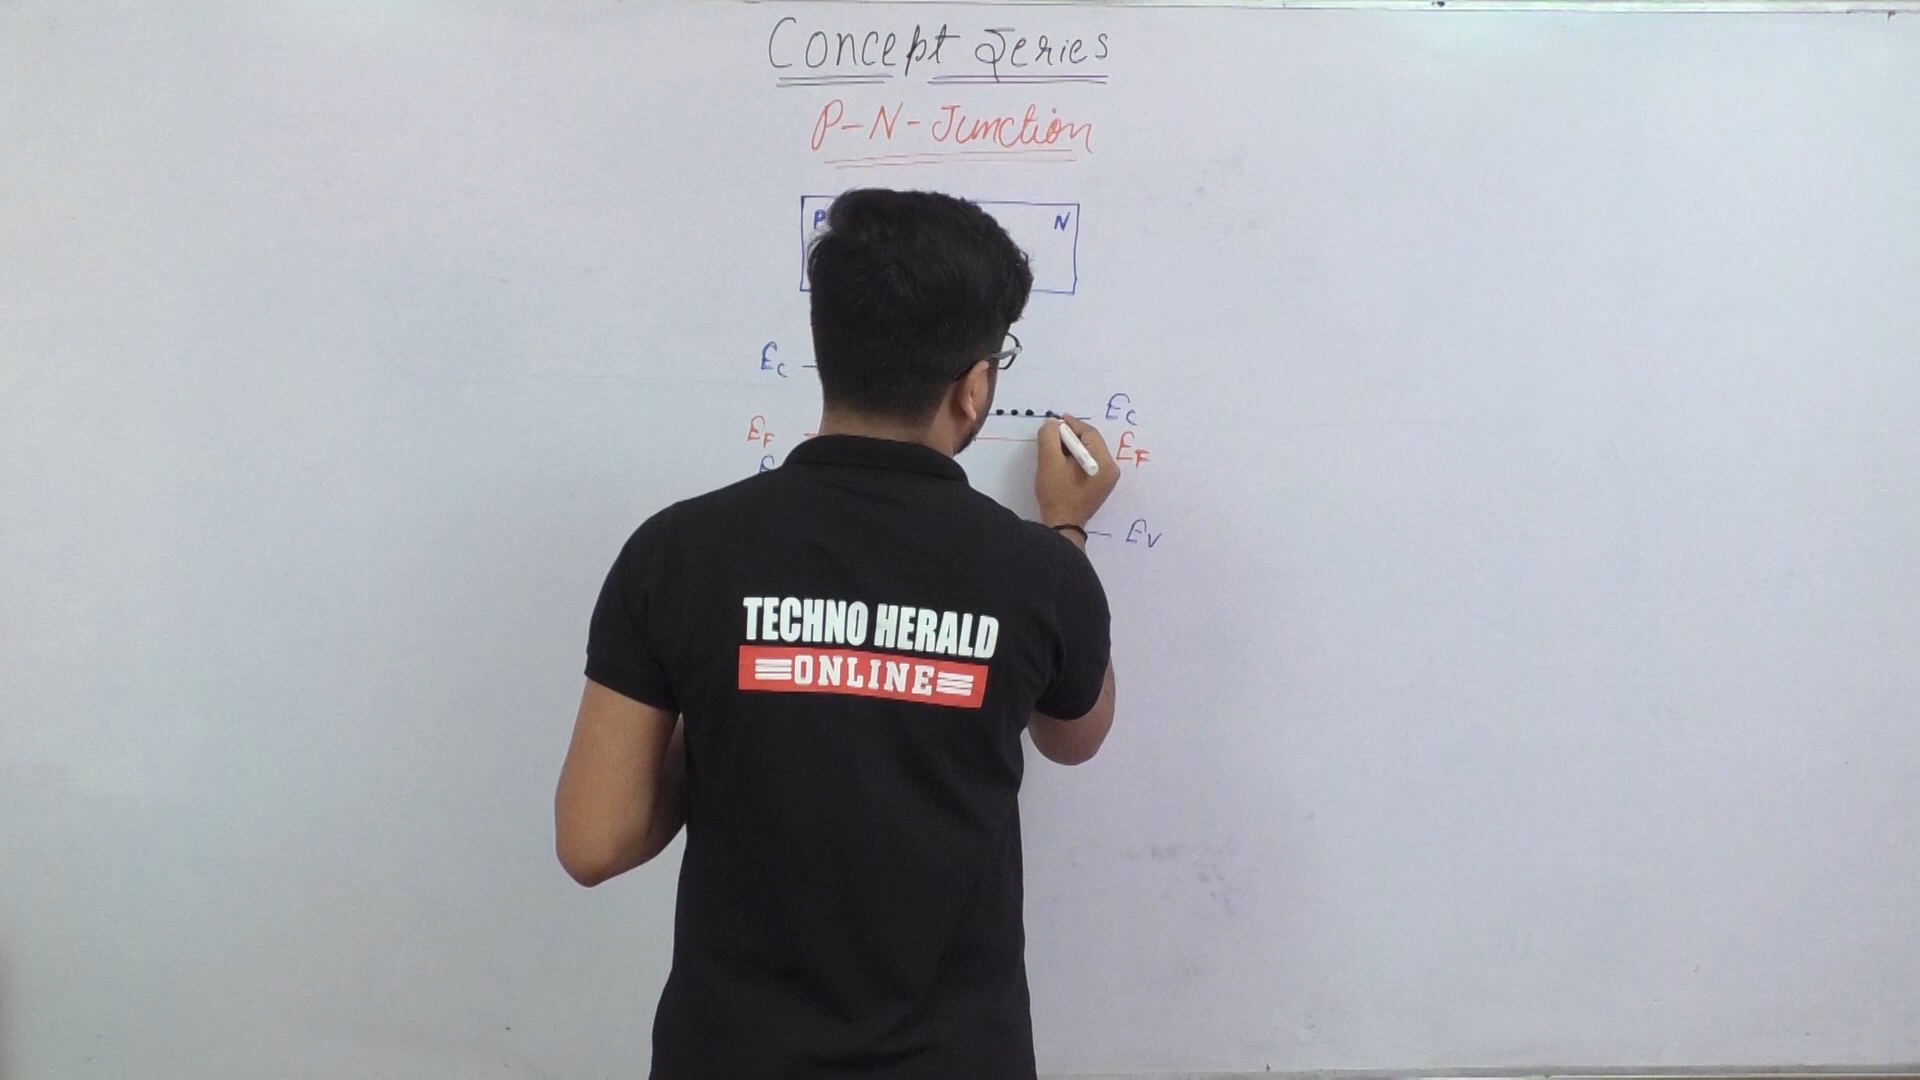 Concept Series
P-N-Junction
P N
Ec
Ec
EF
EF
Ev
TECHNO HERALD
ONLINE